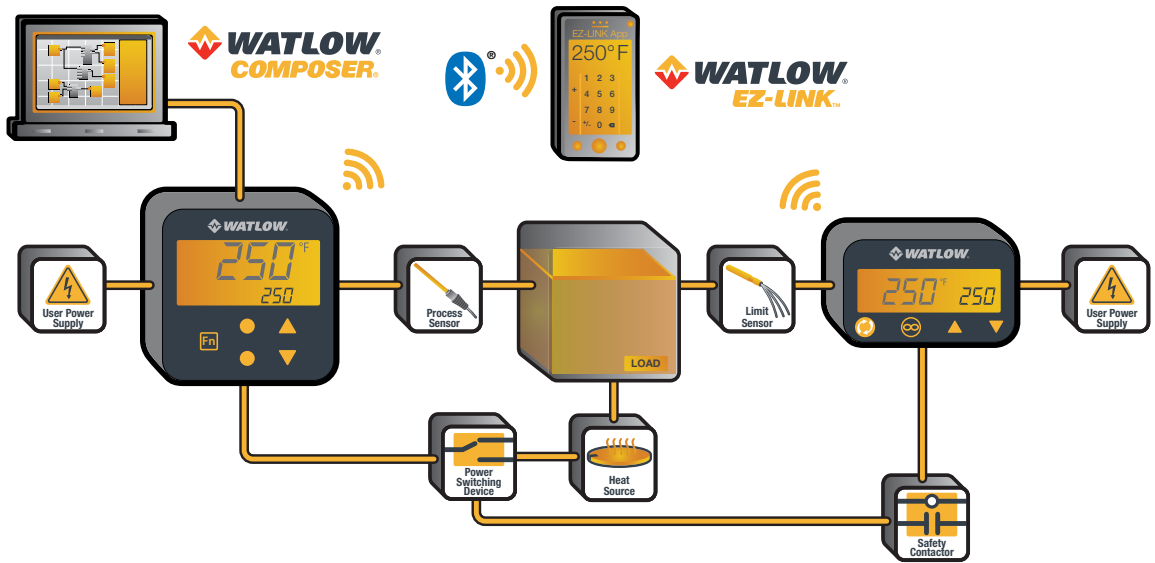 WATLOW®
COMPOSER®
®
EZ-LINK App
250°F
1 2 3
+ 4 5 6
7 8 9
- +/- 0
WATLOW®
EZ-LINK™
WATLOW
250°F
250
Fn
User Power
Supply
Process
Sensor
LOAD
Limit
Sensor
WATLOW
250°F 250
User Power
Supply
Power
Switching
Device
Heat
Source
Safety
Contactor